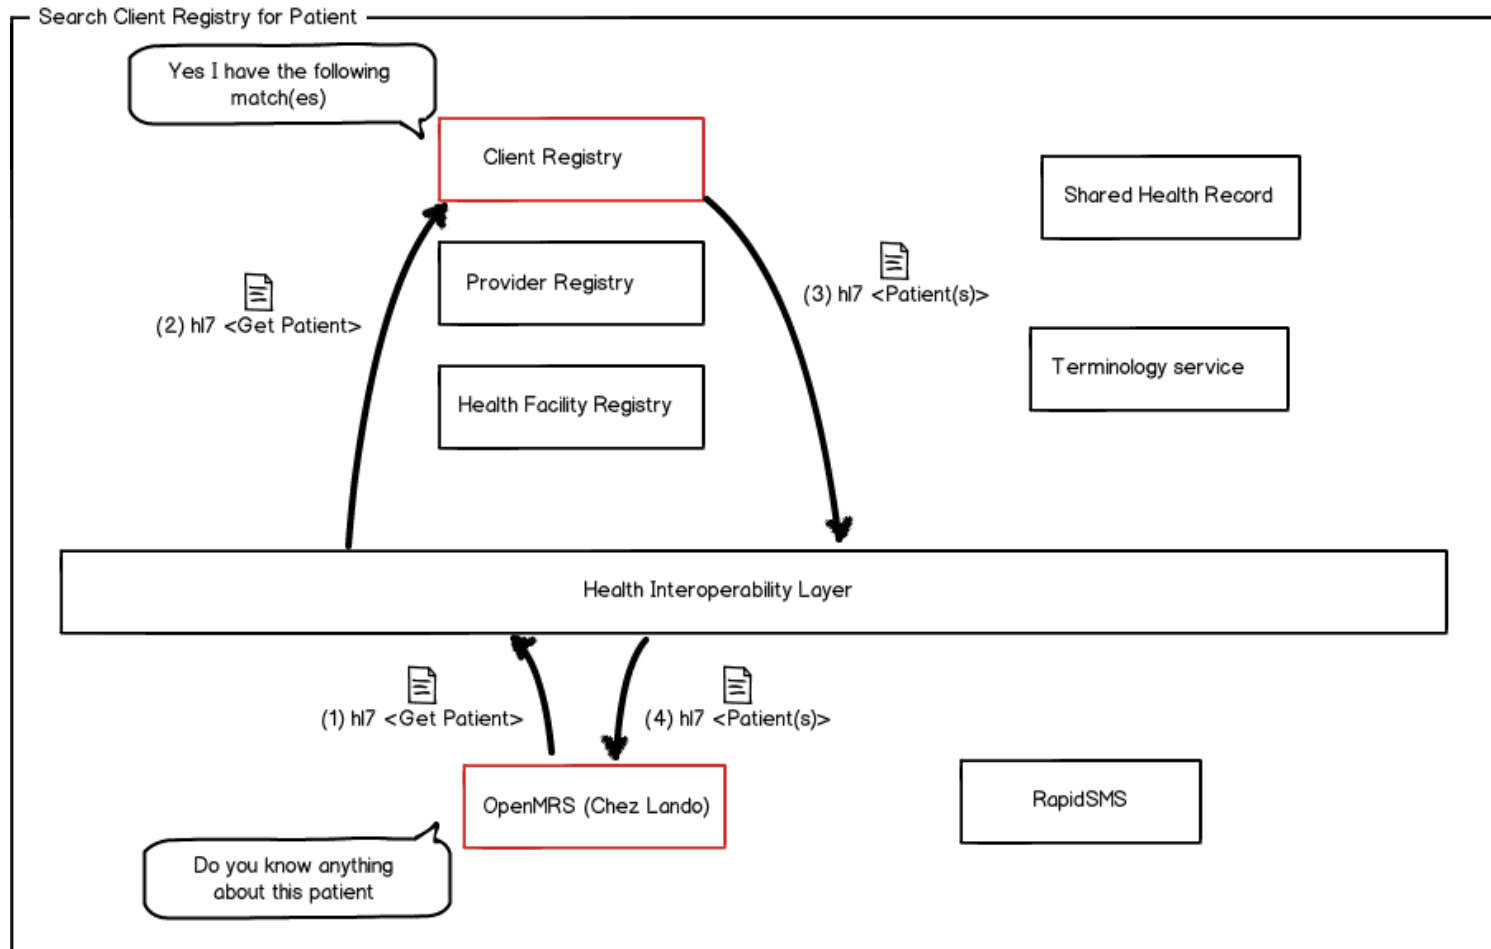 Search Client Registry for Patient
Yes I have the following
match(es)
Client Registry
Shared Health Record
Provider Registry
(2) hl7 <Get Patient>
(3) hl7 <Patient(s)>
Terminology service
Health Facility Registry
Health Interoperability Layer
(1) hl7 <Get Patient>
(4) hl7 <Patient(s)>
OpenMRS (Chez Lando)
RapidSMS
Do you know anything
about this patient